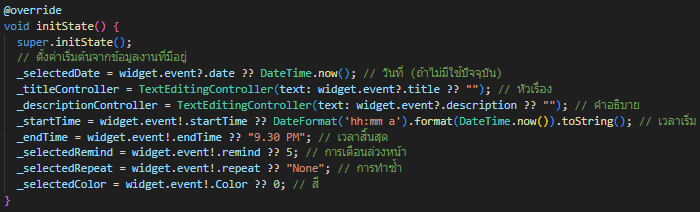 @override
void initState() {
  super.initState();
  // ตั้งค่าเริ่มต้นจากข้อมูลงานที่มีอยู่
  _selectedDate = widget.event?.date ?? DateTime.now(); // วันที่ (ถ้าไม่มีใช้ปัจจุบัน)
  _titleController = TextEditingController(text: widget.event?.title ?? ""); // หัวเรื่อง
  _descriptionController = TextEditingController(text: widget.event?.description ?? ""); // คำอธิบาย
  _startTime = widget.event!.startTime ?? DateFormat('hh:mm a').format(DateTime.now()).toString(); // เวลาเริ่ม
  _endTime = widget.event!.endTime ?? "9.30 PM"; // เวลาสิ้นสุด
  _selectedRemind = widget.event!.remind ?? 5; // การเตือนล่วงหน้า
  _selectedRepeat = widget.event!.repeat ?? "None"; // การทำซ้ำ
  _selectedColor = widget.event!.Color ?? 0; // สี
}